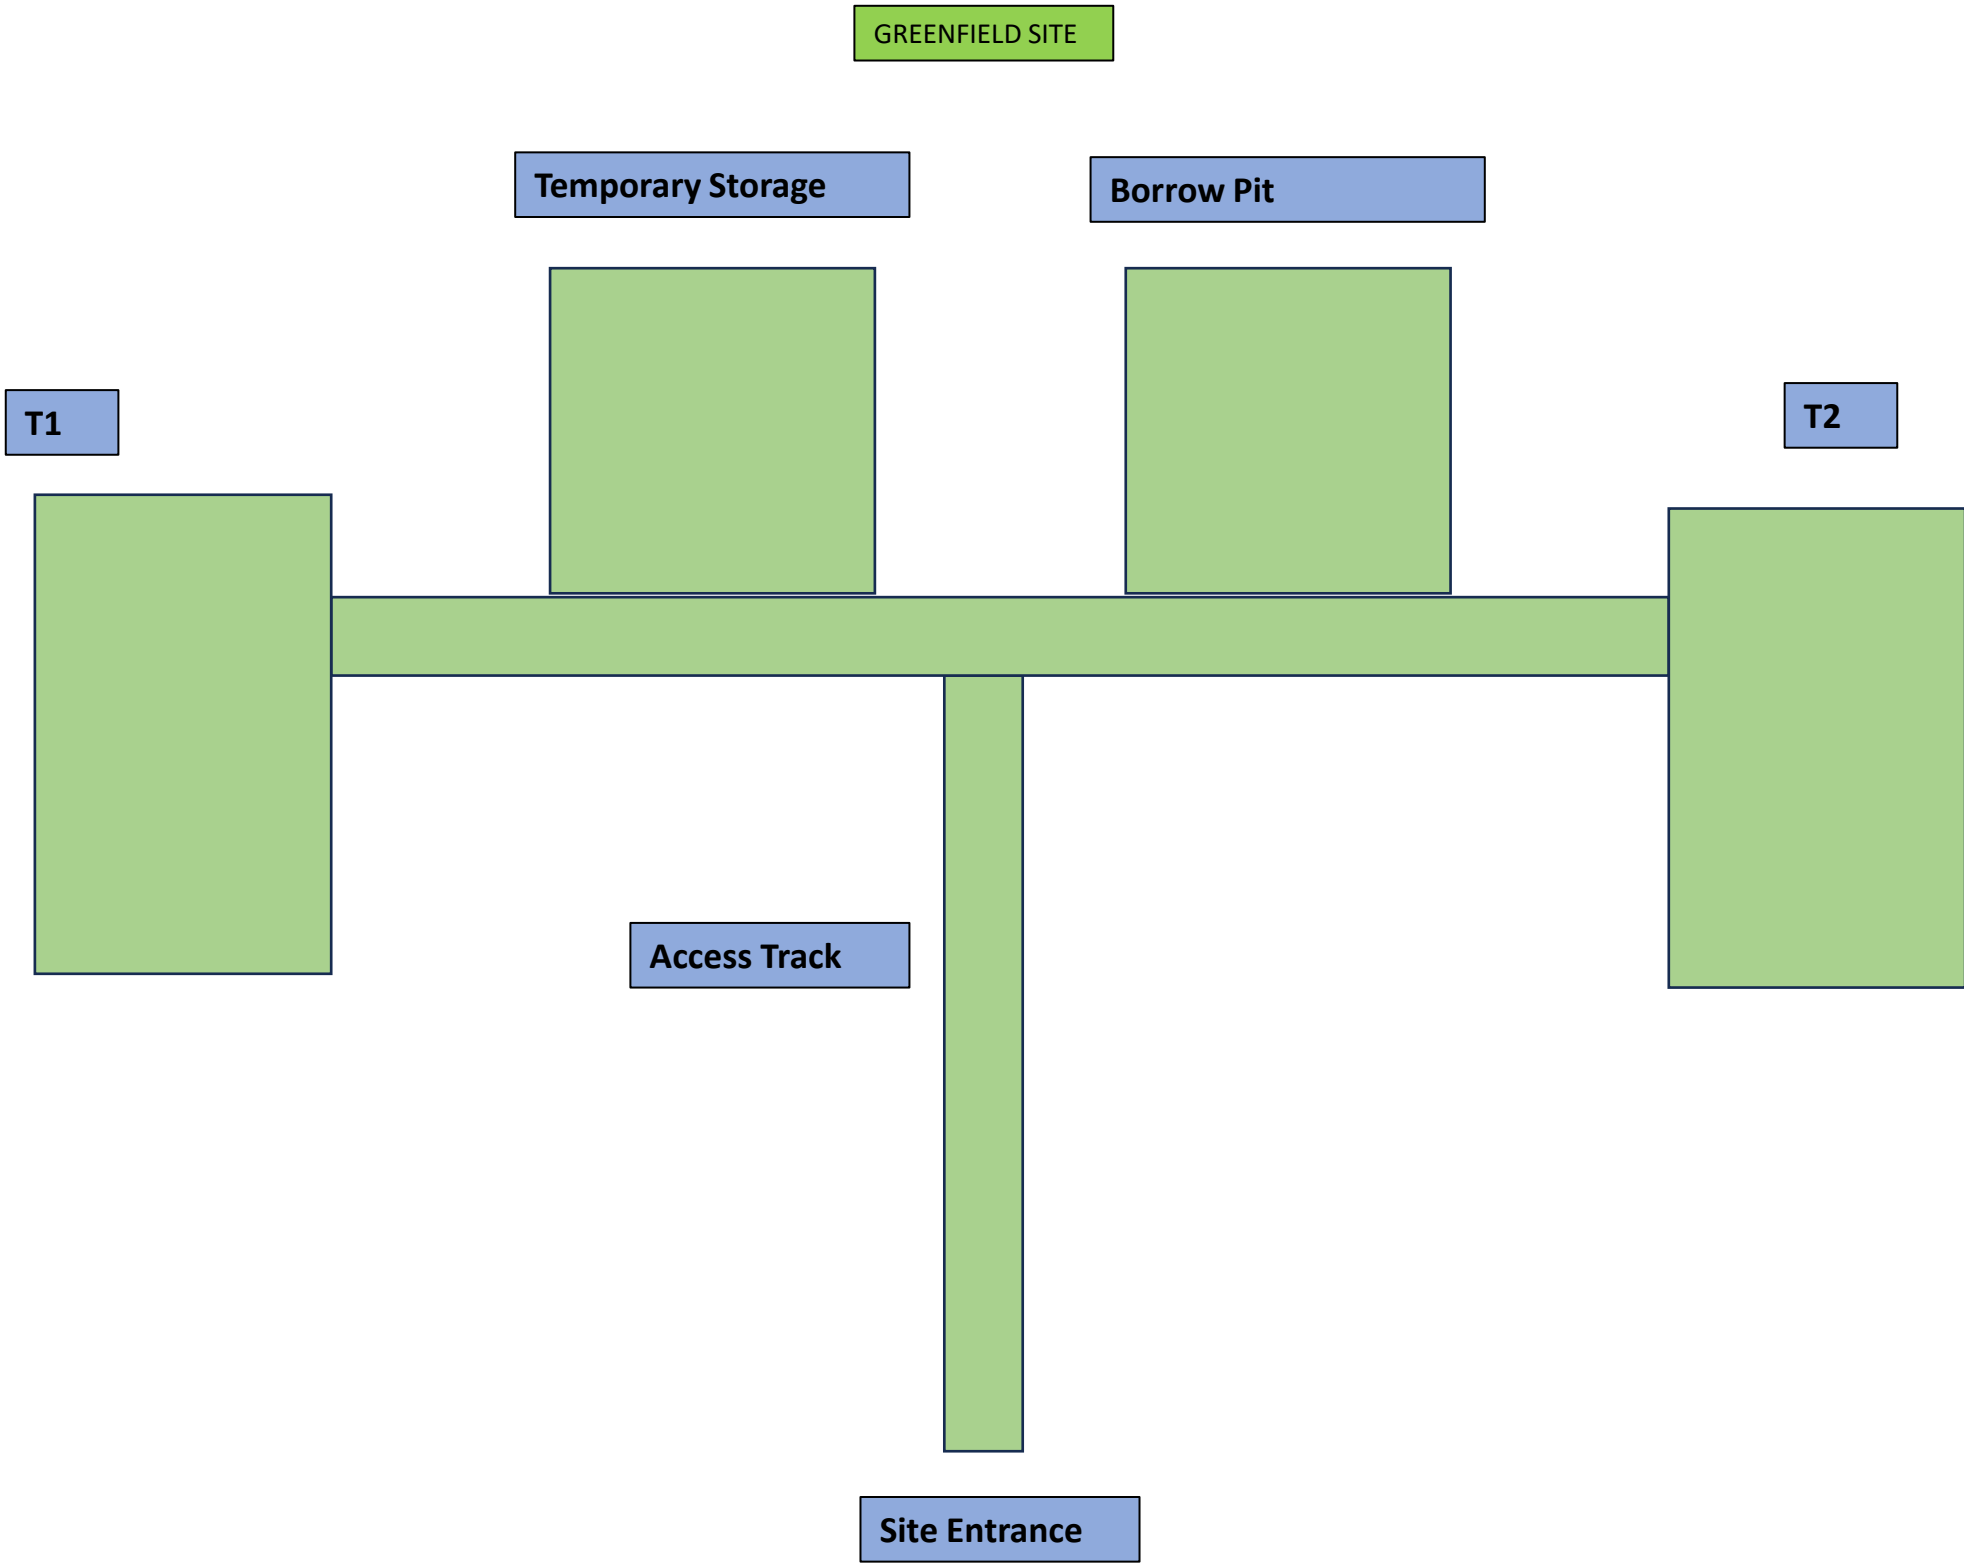 GREENFIELD SITE
Temporary Storage
Borrow Pit
T1
T2
Access Track
Site Entrance